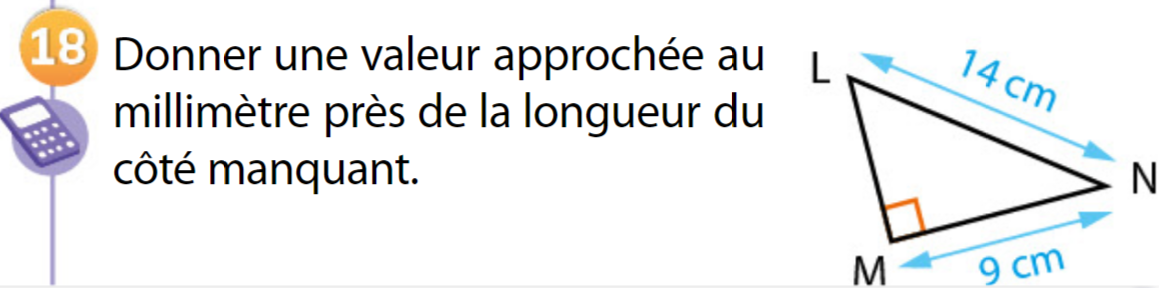 18
Donner une valeur approchée au
millimètre près de la longueur du
côté manquant.
L
14 cm
N
M
9 cm